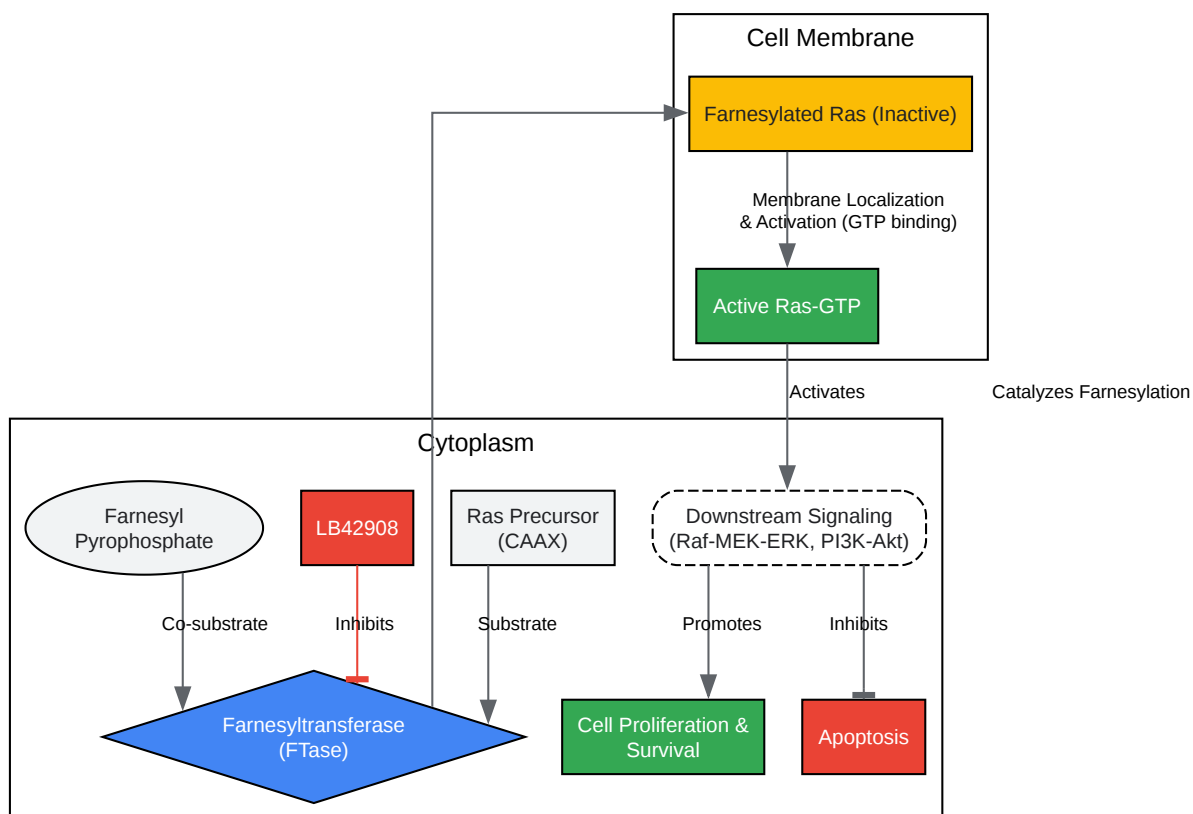 Cell Membrane
Farnesylated Ras (Inactive)
Membrane Localization
& Activation (GTP binding)
Active Ras-GTP
Activates
Catalyzes Farnesylation
Cytoplasm
Farnesyl
Pyrophosphate
LB42908
Ras Precursor
(CAAX)
Downstream Signaling
(Raf-MEK-ERK, PI3K-Akt)
Co-substrate
Inhibits
Substrate
Promotes
Inhibits
Farnesyltransferase
(FTase)
Cell Proliferation &
Survival
Apoptosis